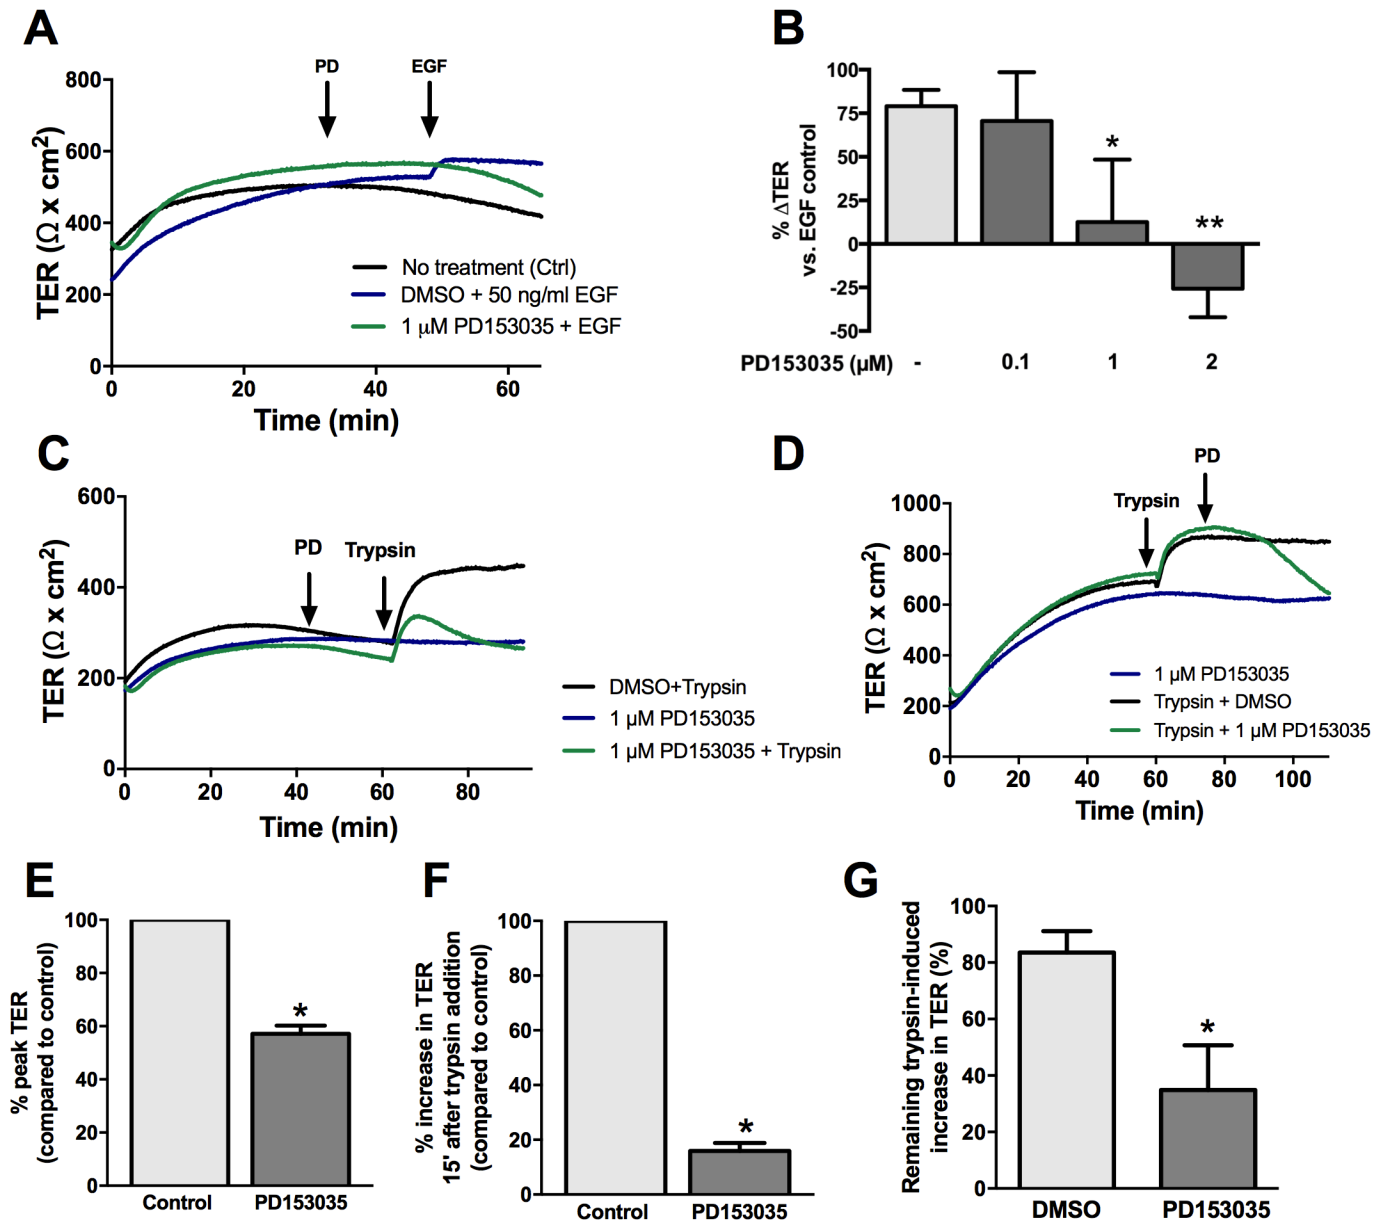 A
PD
EGF
800
600
400
200
0
TER (Ω x cm²)
No treatment (Ctrl)
DMSO + 50 ng/ml EGF
1 μM PD153035 + EGF
0
20
40
60
Time (min)
B
% ΔTER
vs. EGF control
100
75
50
25
0
-25
-50
*
**
PD153035 (μM)
-
0.1
1
2
C
600
400
200
0
TER (Ω x cm²)
PD
Trypsin
DMSO+Trypsin
1 μM PD153035
1 μM PD153035 + Trypsin
0
20
40
60
80
Time (min)
D
PD
Trypsin
1000
800
600
400
200
0
TER (Ω x cm²)
1 μM PD153035
Trypsin + DMSO
Trypsin + 1 μM PD153035
0
20
40
60
80
100
Time (min)
E
% peak TER
(compared to control)
100
80
60
40
20
0
*
Control
PD153035
F
% increase in TER
15' after trypsin addition
(compared to control)
100
80
60
40
20
0
*
Control
PD153035
G
Remaining trypsin-induced
increase in TER (%)
100
80
60
40
20
0
*
DMSO
PD153035